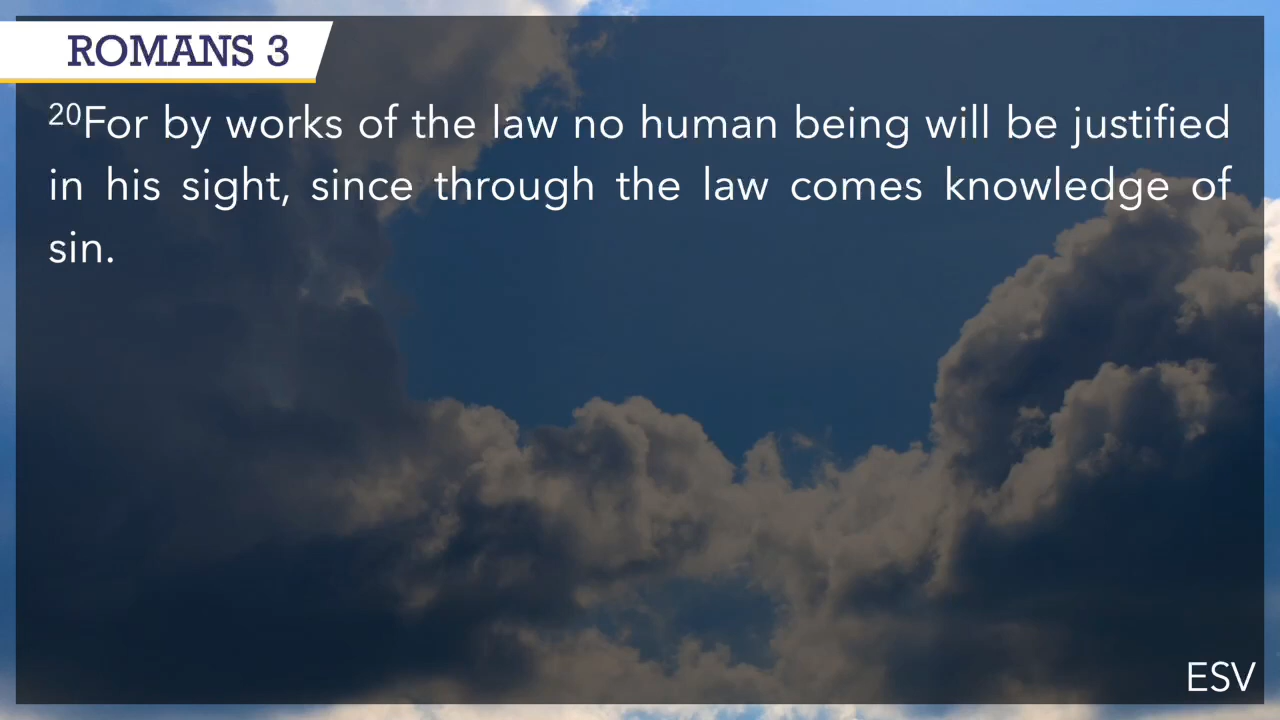 ROMANS 3
20For by works of the law no human being will be justified
in his sight, since through the law comes knowledge of
sin.
ESV